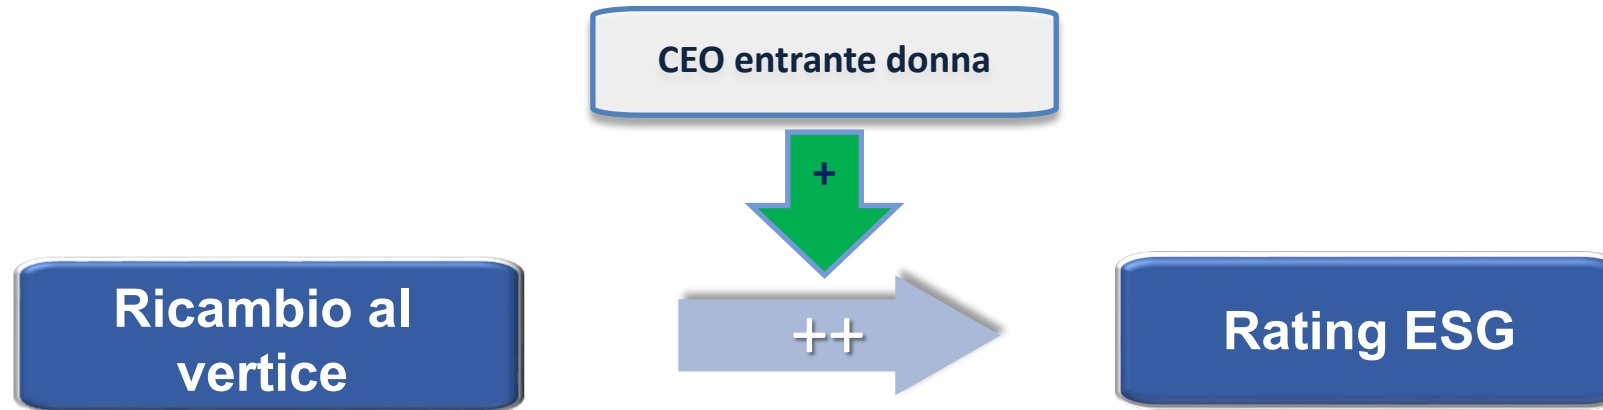 CEO entrante donna
+
Ricambio al
vertice
++
Rating ESG